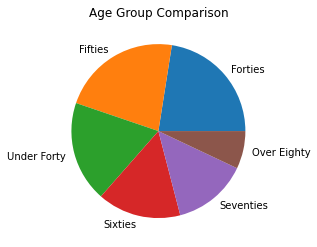 Age Group Comparison
Fifties
Forties
Under Forty
Over Eighty
Sixties
Seventies